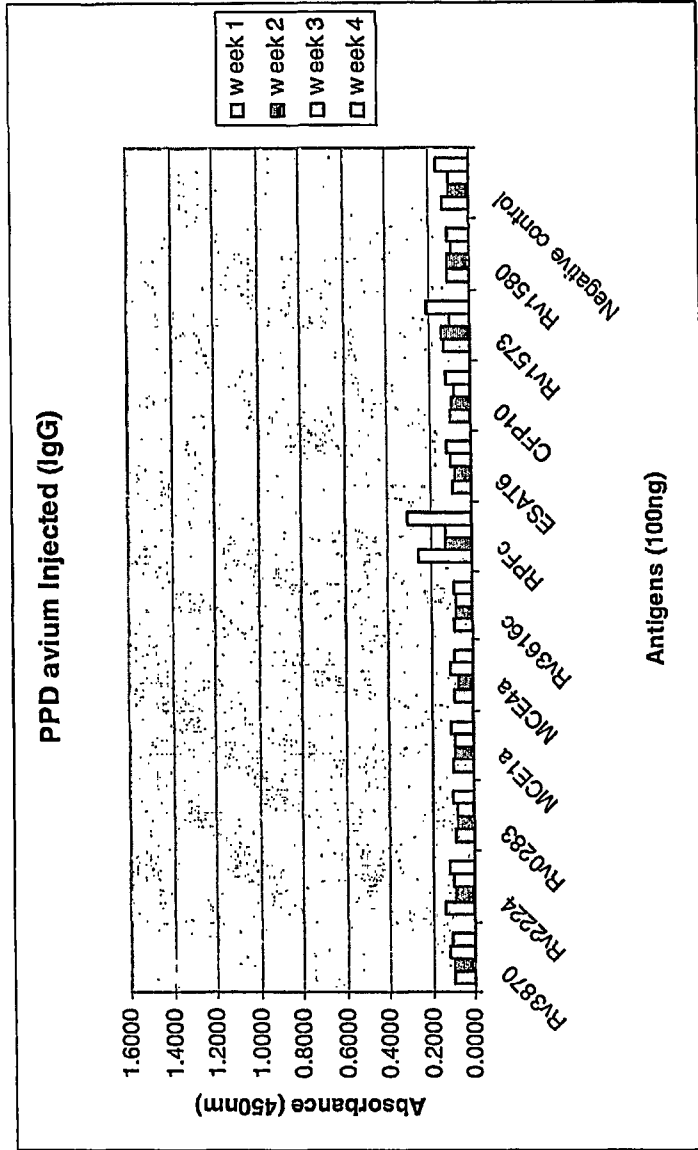 PPD avium Injected (IgG)
week 1
week 2
week 3
week 4
Absorbance (450nm)
1.6000
1.4000
1.2000
1.0000
0.8000
0.6000
0.4000
0.2000
0.0000
Rv3870
Rv2224
Rv0283
MCE1a
MCE4a
Rv3616c
RPFc
ESAT6
CFP10
Rv1573
Rv1580
Negative control
Antigens (100ng)